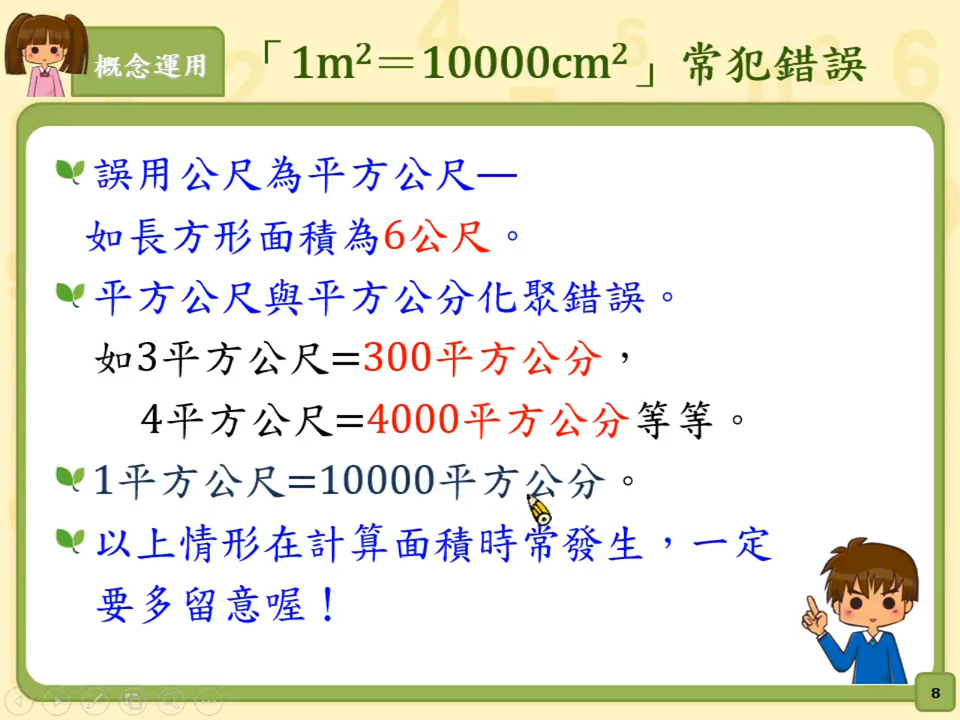 概念運用
「1m²＝10000cm²」常犯錯誤
誤用公尺為平方公尺—
如長方形面積為6公尺。
平方公尺與平方公分化聚錯誤。
如3平方公尺=300平方公分，
4平方公尺=4000平方公分等等。
1平方公尺=10000平方公分。
以上情形在計算面積時常發生，一定
要多留意喔！
8